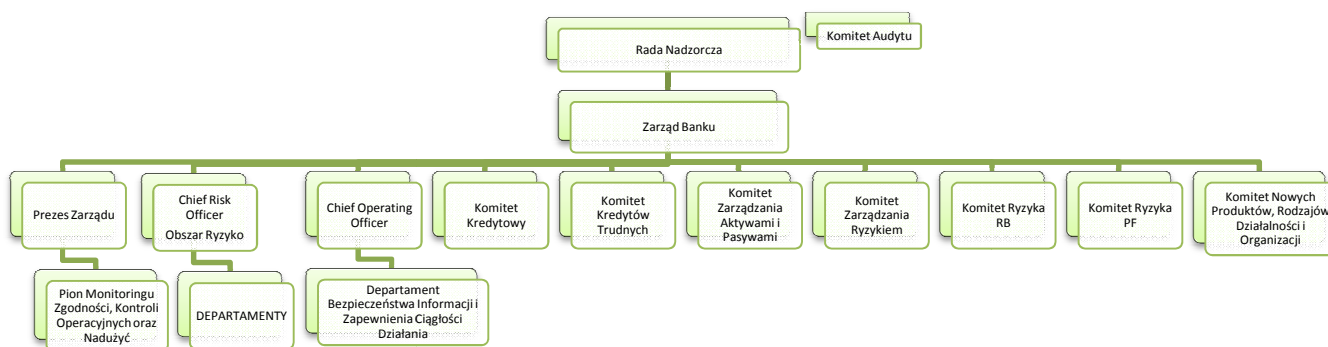 Rada Nadzorcza
Komitet Audytu
Zarząd Banku
Prezes Zarządu
Chief Risk
Officer
Obszar Ryzyko
Chief Operating
Officer
Komitet
Kredytowy
Komitet
Kredytów
Trudnych
Komitet
Zarządzania
Aktywami i
Pasywami
Komitet
Zarządzania
Ryzykiem
Komitet Ryzyka
RB
Komitet Ryzyka
PF
Komitet Nowych
Produktów, Rodzajów
Działalności i
Organizacji
Pion Monitoringu
Zgodności, Kontroli
Operacyjnych oraz
Nadużyć
DEPARTAMENTY
Departament
Bezpieczeństwa Informacji i
Zapewnienia Ciągłości
Działania